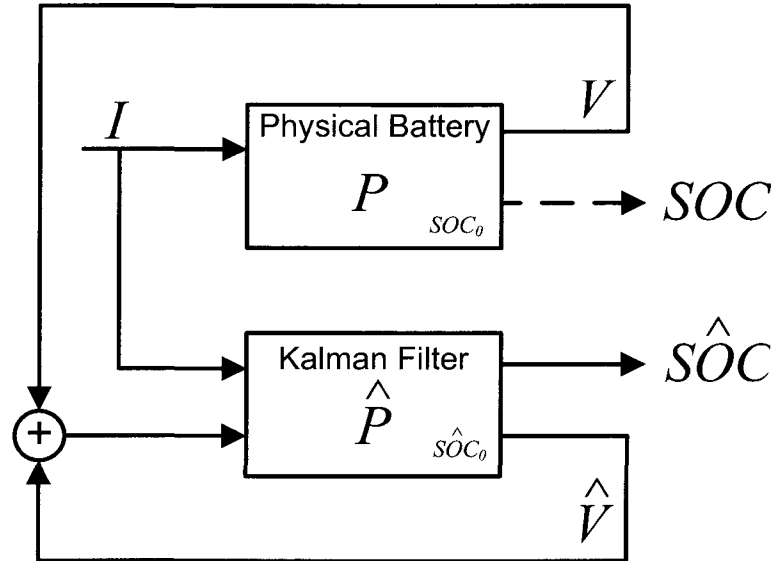 V
I
Physical Battery
P
SOC₀
SOC
Kalman Filter
P̂
SÔC₀
SÔC
+
V̂